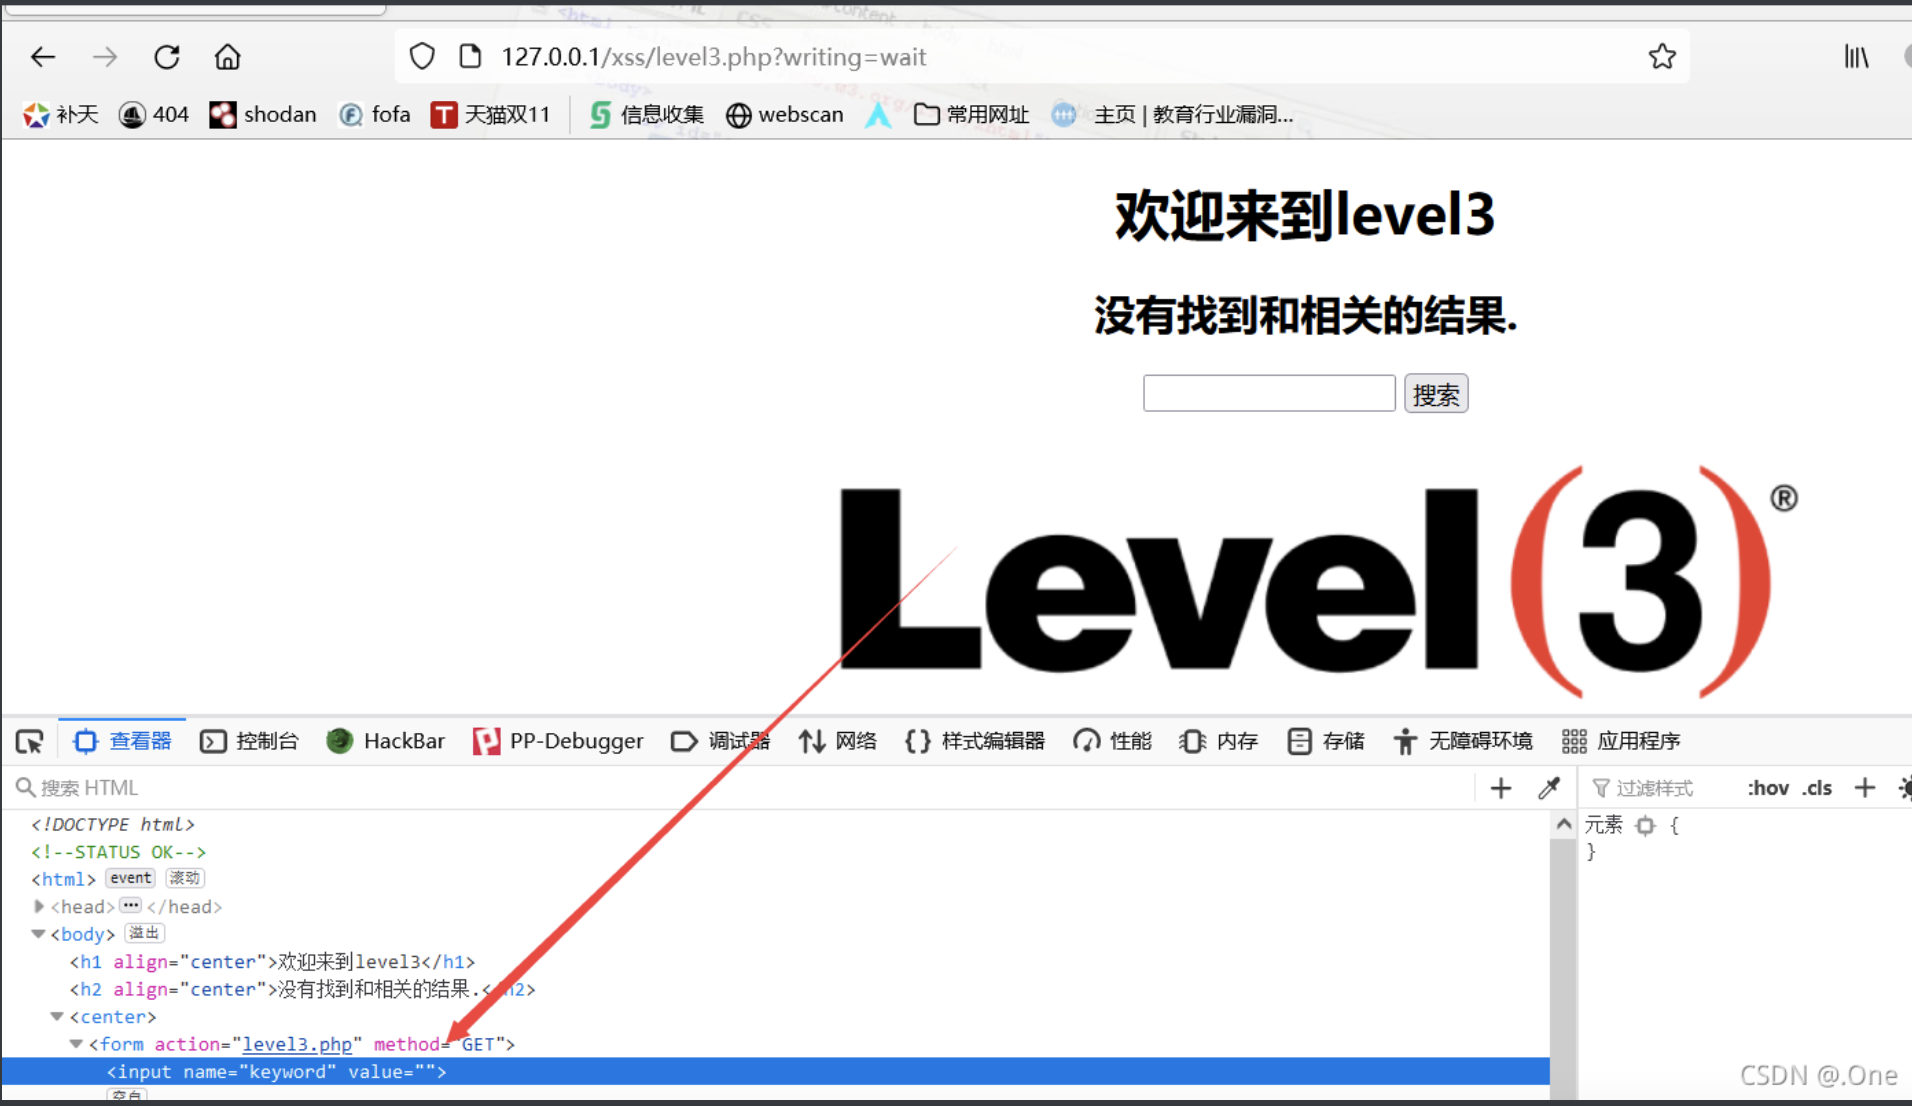 127.0.0.1/xss/level3.php?writing=wait
补天 404 shodan fofa 天猫双11 信息收集 webscan 常用网址 主页 | 教育行业漏洞...
欢迎来到level3
没有找到和相关的结果.
搜索
Level(3)®
查看器 控制台 HackBar PP-Debugger 调试器 网络 样式编辑器 性能 内存 存储 无障碍环境 应用程序
搜索 HTML
过滤样式 :hov .cls
<!DOCTYPE html>
<!--STATUS OK-->
<html> event 滚动
<head> ... </head>
<body> 溢出
<h1 align="center">欢迎来到level3</h1>
<h2 align="center">没有找到和相关的结果.</h2>
<center>
<form action="level3.php" method="GET">
<input name="keyword" value="">
空白
元素 {
}
CSDN @.One